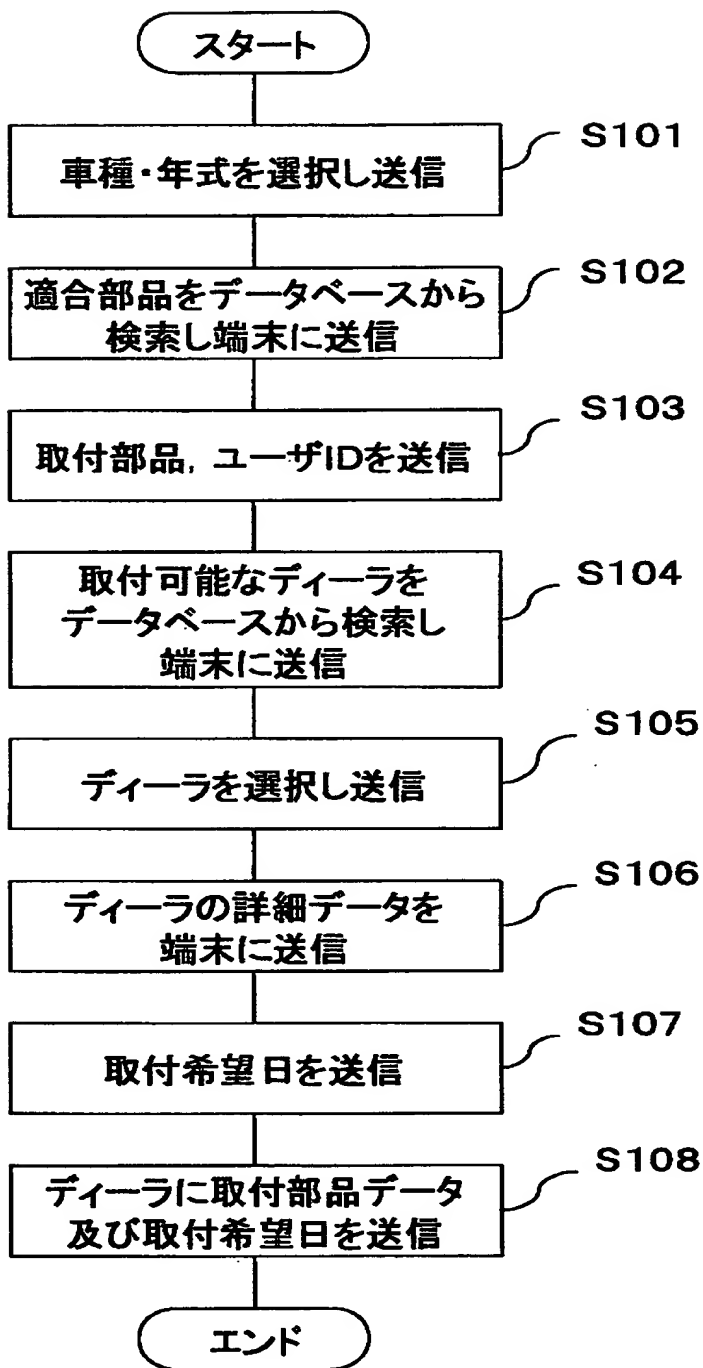 スタート
S101
車種・年式を選択し送信
S102
適合部品をデータベースから
検索し端末に送信
S103
取付部品, ユーザIDを送信
S104
取付可能なディーラを
データベースから検索し
端末に送信
S105
ディーラを選択し送信
S106
ディーラの詳細データを
端末に送信
S107
取付希望日を送信
S108
ディーラに取付部品データ
及び取付希望日を送信
エンド